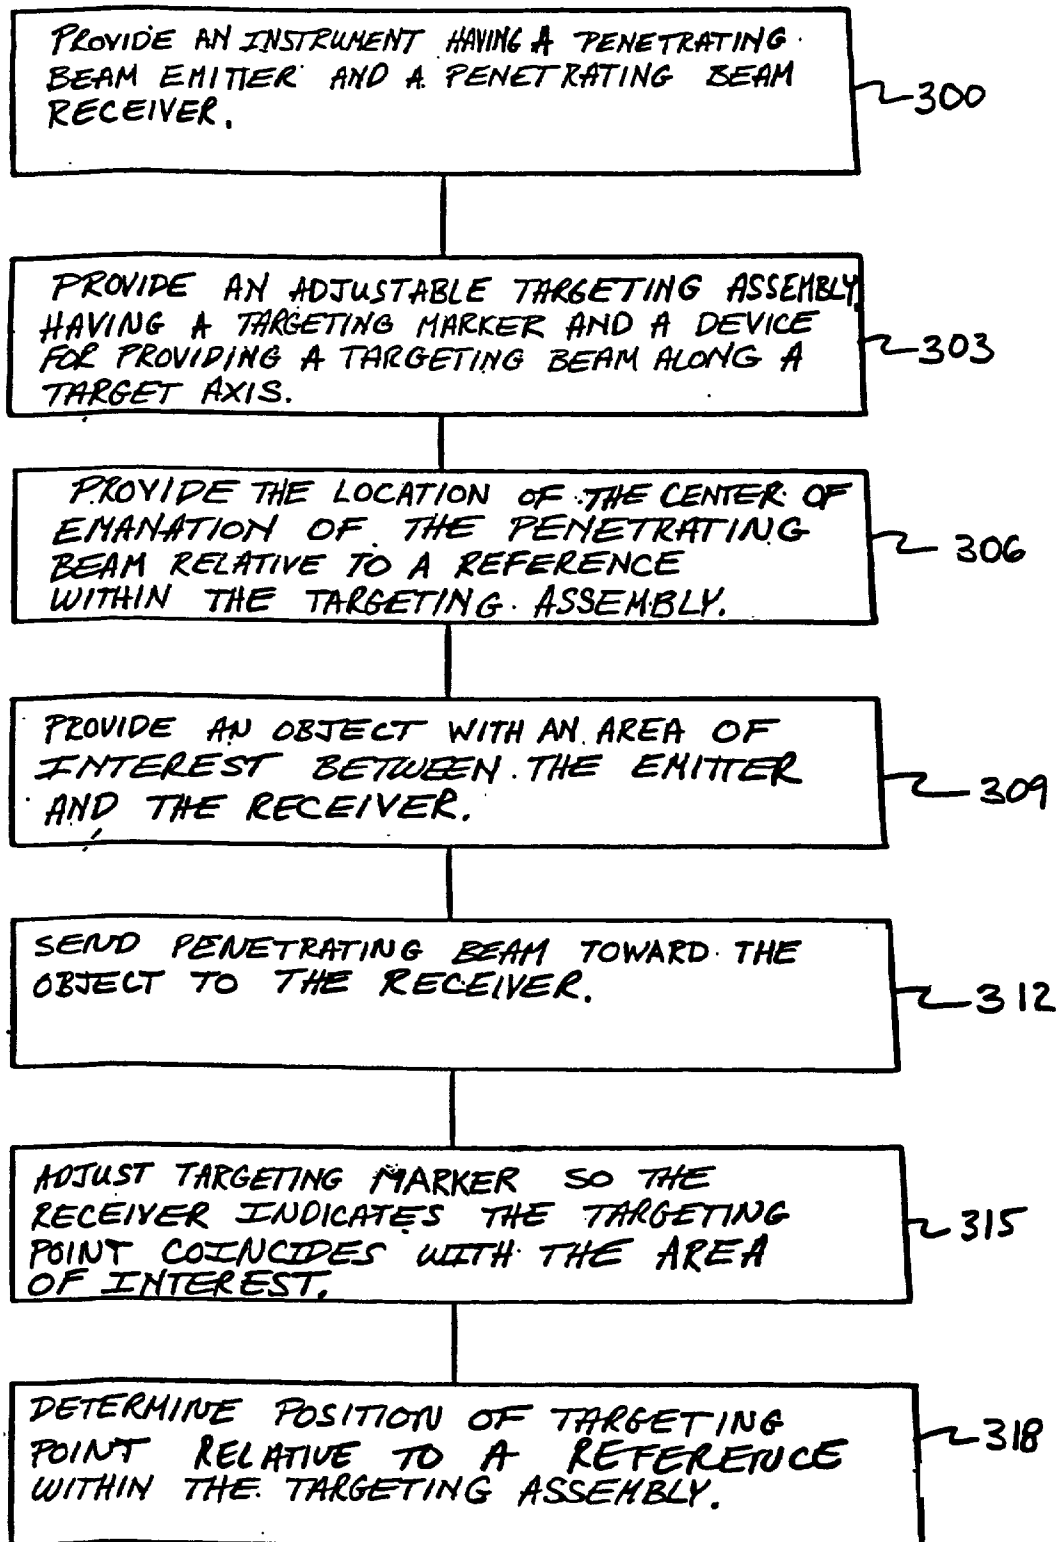 PROVIDE AN INSTRUMENT HAVING A PENETRATING
BEAM EMITTER AND A PENETRATING BEAM
RECEIVER.
300
PROVIDE AN ADJUSTABLE TARGETING ASSEMBLY
HAVING A TARGETING MARKER AND A DEVICE
FOR PROVIDING A TARGETING BEAM ALONG A
TARGET AXIS.
303
PROVIDE THE LOCATION OF THE CENTER OF
EMANATION OF THE PENETRATING
BEAM RELATIVE TO A REFERENCE
WITHIN THE TARGETING ASSEMBLY.
306
PROVIDE AN OBJECT WITH AN AREA OF
INTEREST BETWEEN THE EMITTER
AND THE RECEIVER.
309
SEND PENETRATING BEAM TOWARD THE
OBJECT TO THE RECEIVER.
312
ADJUST TARGETING MARKER SO THE
RECEIVER INDICATES THE TARGETING
POINT COINCIDES WITH THE AREA
OF INTEREST.
315
DETERMINE POSITION OF TARGETING
POINT RELATIVE TO A REFERENCE
WITHIN THE TARGETING ASSEMBLY.
318